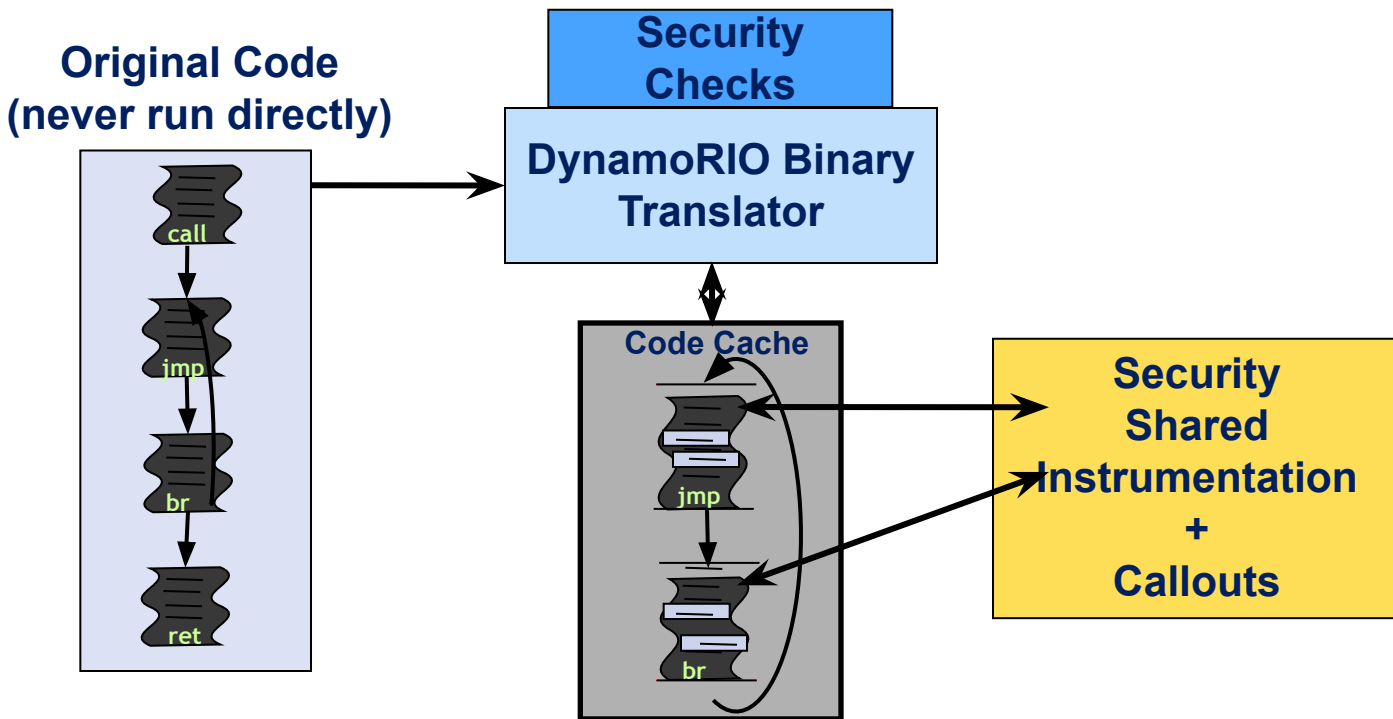 Original Code
(never run directly)
call
jmp
br
ret
Security
Checks
DynamoRIO Binary
Translator
Code Cache
jmp
br
Security
Shared
Instrumentation
+
Callouts